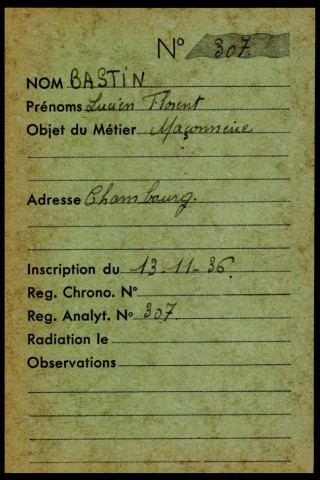 N° 307
NOM BASTIN
Prénoms Lucien Florent
Objet du Métier Maçonnerie
Adresse Chambourg.
Inscription du 13-11-36.
Reg. Chrono. N°
Reg. Analyt. N° 307
Radiation le
Observations